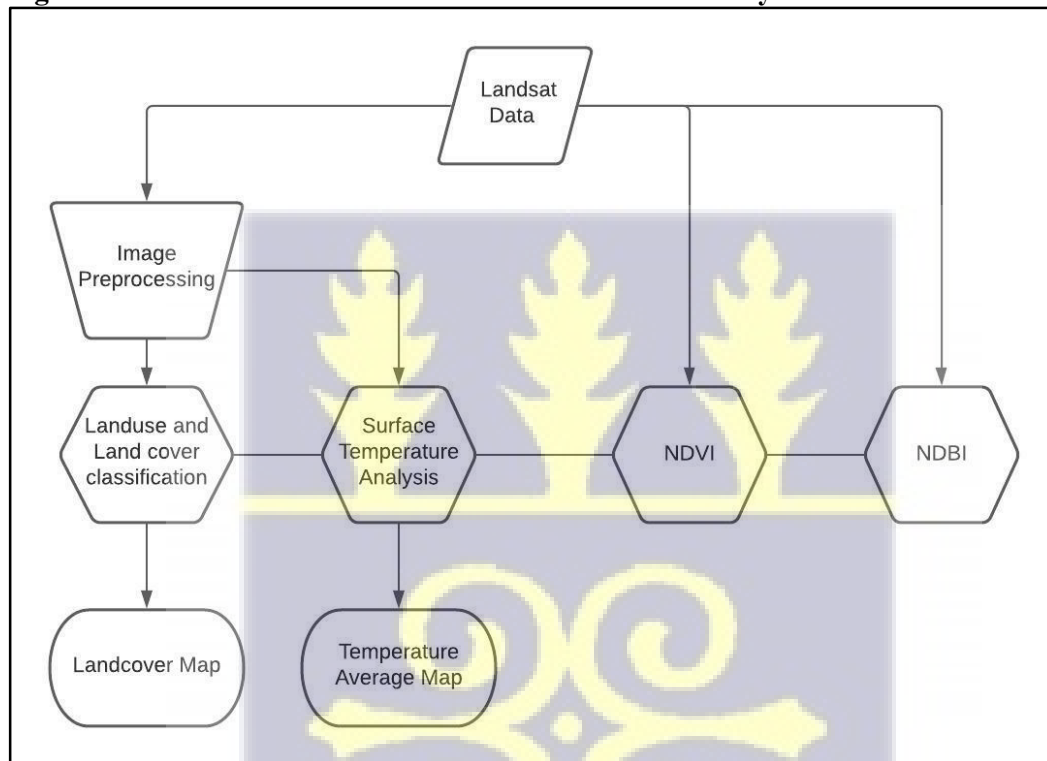 Landsat
Data
Image
Preprocessing
Landuse and
Land cover
classification
Surface
Temperature
Analysis
NDVI
NDBI
Landcover Map
Temperature
Average Map